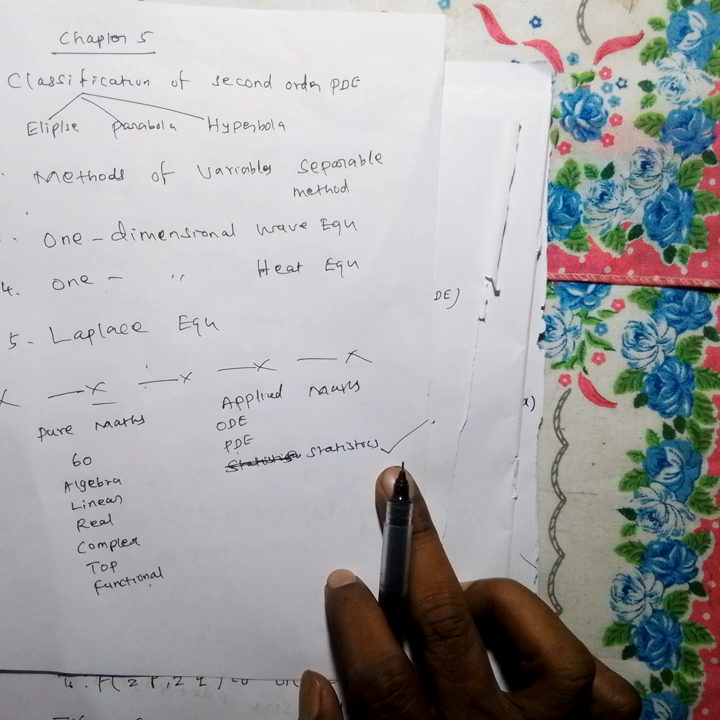 Chapter 5
Classification of second order PDE
Eliplse parabola Hyperbola
Methods of variables separable
method
One - dimensional wave Equ
4. One - " Heat Equ
5. Laplace Equ
Pure Maths
60
Algebra
Linear
Real
Complex
TOP
functional
Applied Maths
ODE
PDE
statistics
DE)
x)